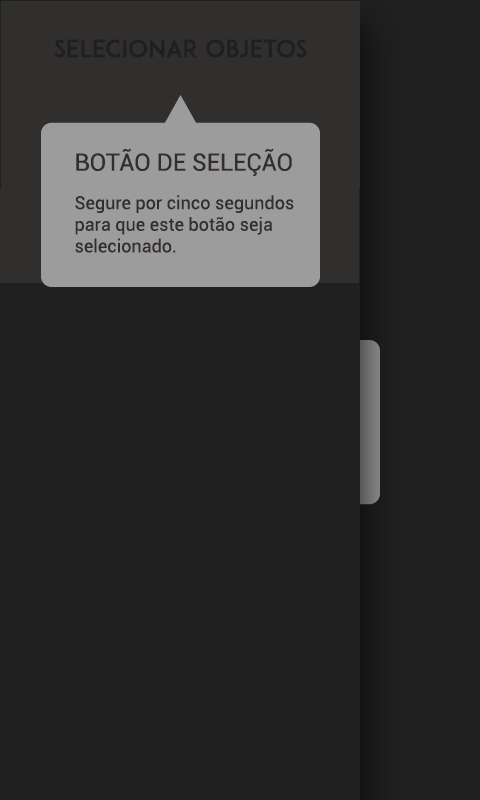 SELECIONAR OBJETOS
BOTÃO DE SELEÇÃO
Segure por cinco segundos
para que este botão seja
selecionado.